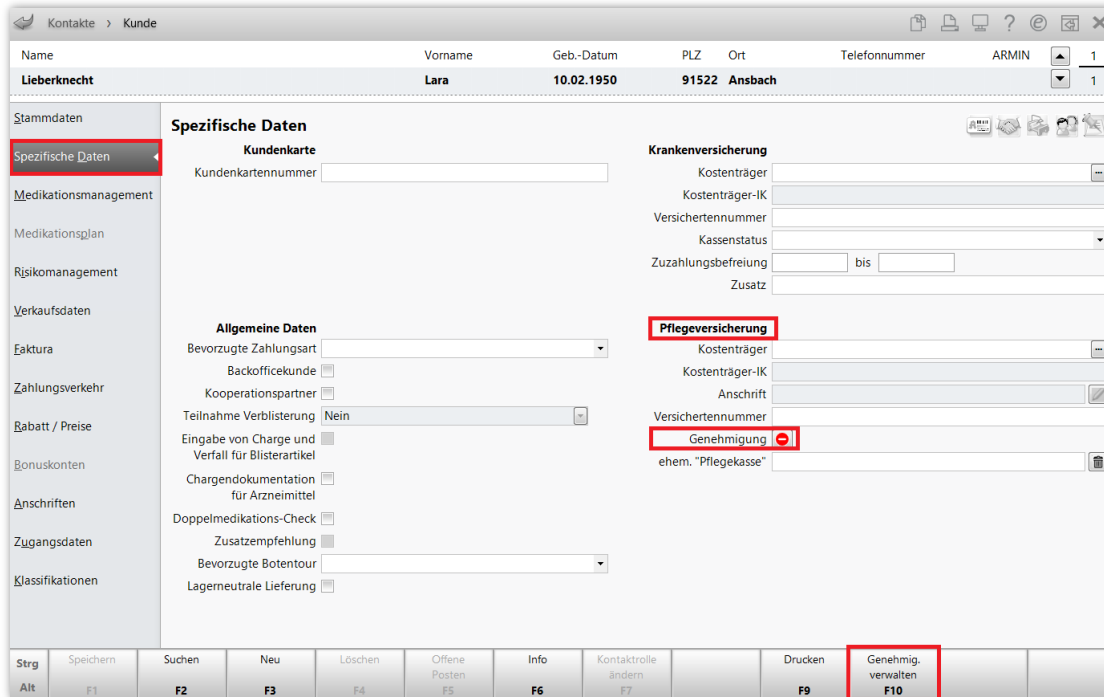 Kontakte > Kunde
Name Vorname Geb.-Datum PLZ Ort Telefonnummer ARMIN 1
Lieberknecht Lara 10.02.1950 91522 Ansbach 1
Stammdaten
Spezifische Daten
Medikationsmanagement
Medikationsplan
Risikomanagement
Verkaufsdaten
Faktura
Zahlungsverkehr
Rabatt / Preise
Bonuskonten
Anschriften
Zugangsdaten
Klassifikationen
Spezifische Daten
Kundenkarte
Kundenkartennummer
Allgemeine Daten
Bevorzugte Zahlungsart
Backofficekunde
Kooperationspartner
Teilnahme Verblisterung Nein
Eingabe von Charge und
Verfall für Blisterartikel
Chargendokumentation
für Arzneimittel
Doppelmedikations-Check
Zusatzempfehlung
Bevorzugte Botentour
Lagerneutrale Lieferung
Krankenversicherung
Kostenträger ...
Kostenträger-IK
Versichertennummer
Kassenstatus
Zuzahlungsbefreiung bis
Zusatz
Pflegeversicherung
Kostenträger ...
Kostenträger-IK
Anschrift
Versichertennummer
Genehmigung
ehem. "Pflegekasse"
Strg
Alt
Speichern
F1
Suchen
F2
Neu
F3
Löschen
F4
Offene
Posten
F5
Info
F6
Kontaktrolle
ändern
F7
Drucken
F9
Genehmig.
verwalten
F10